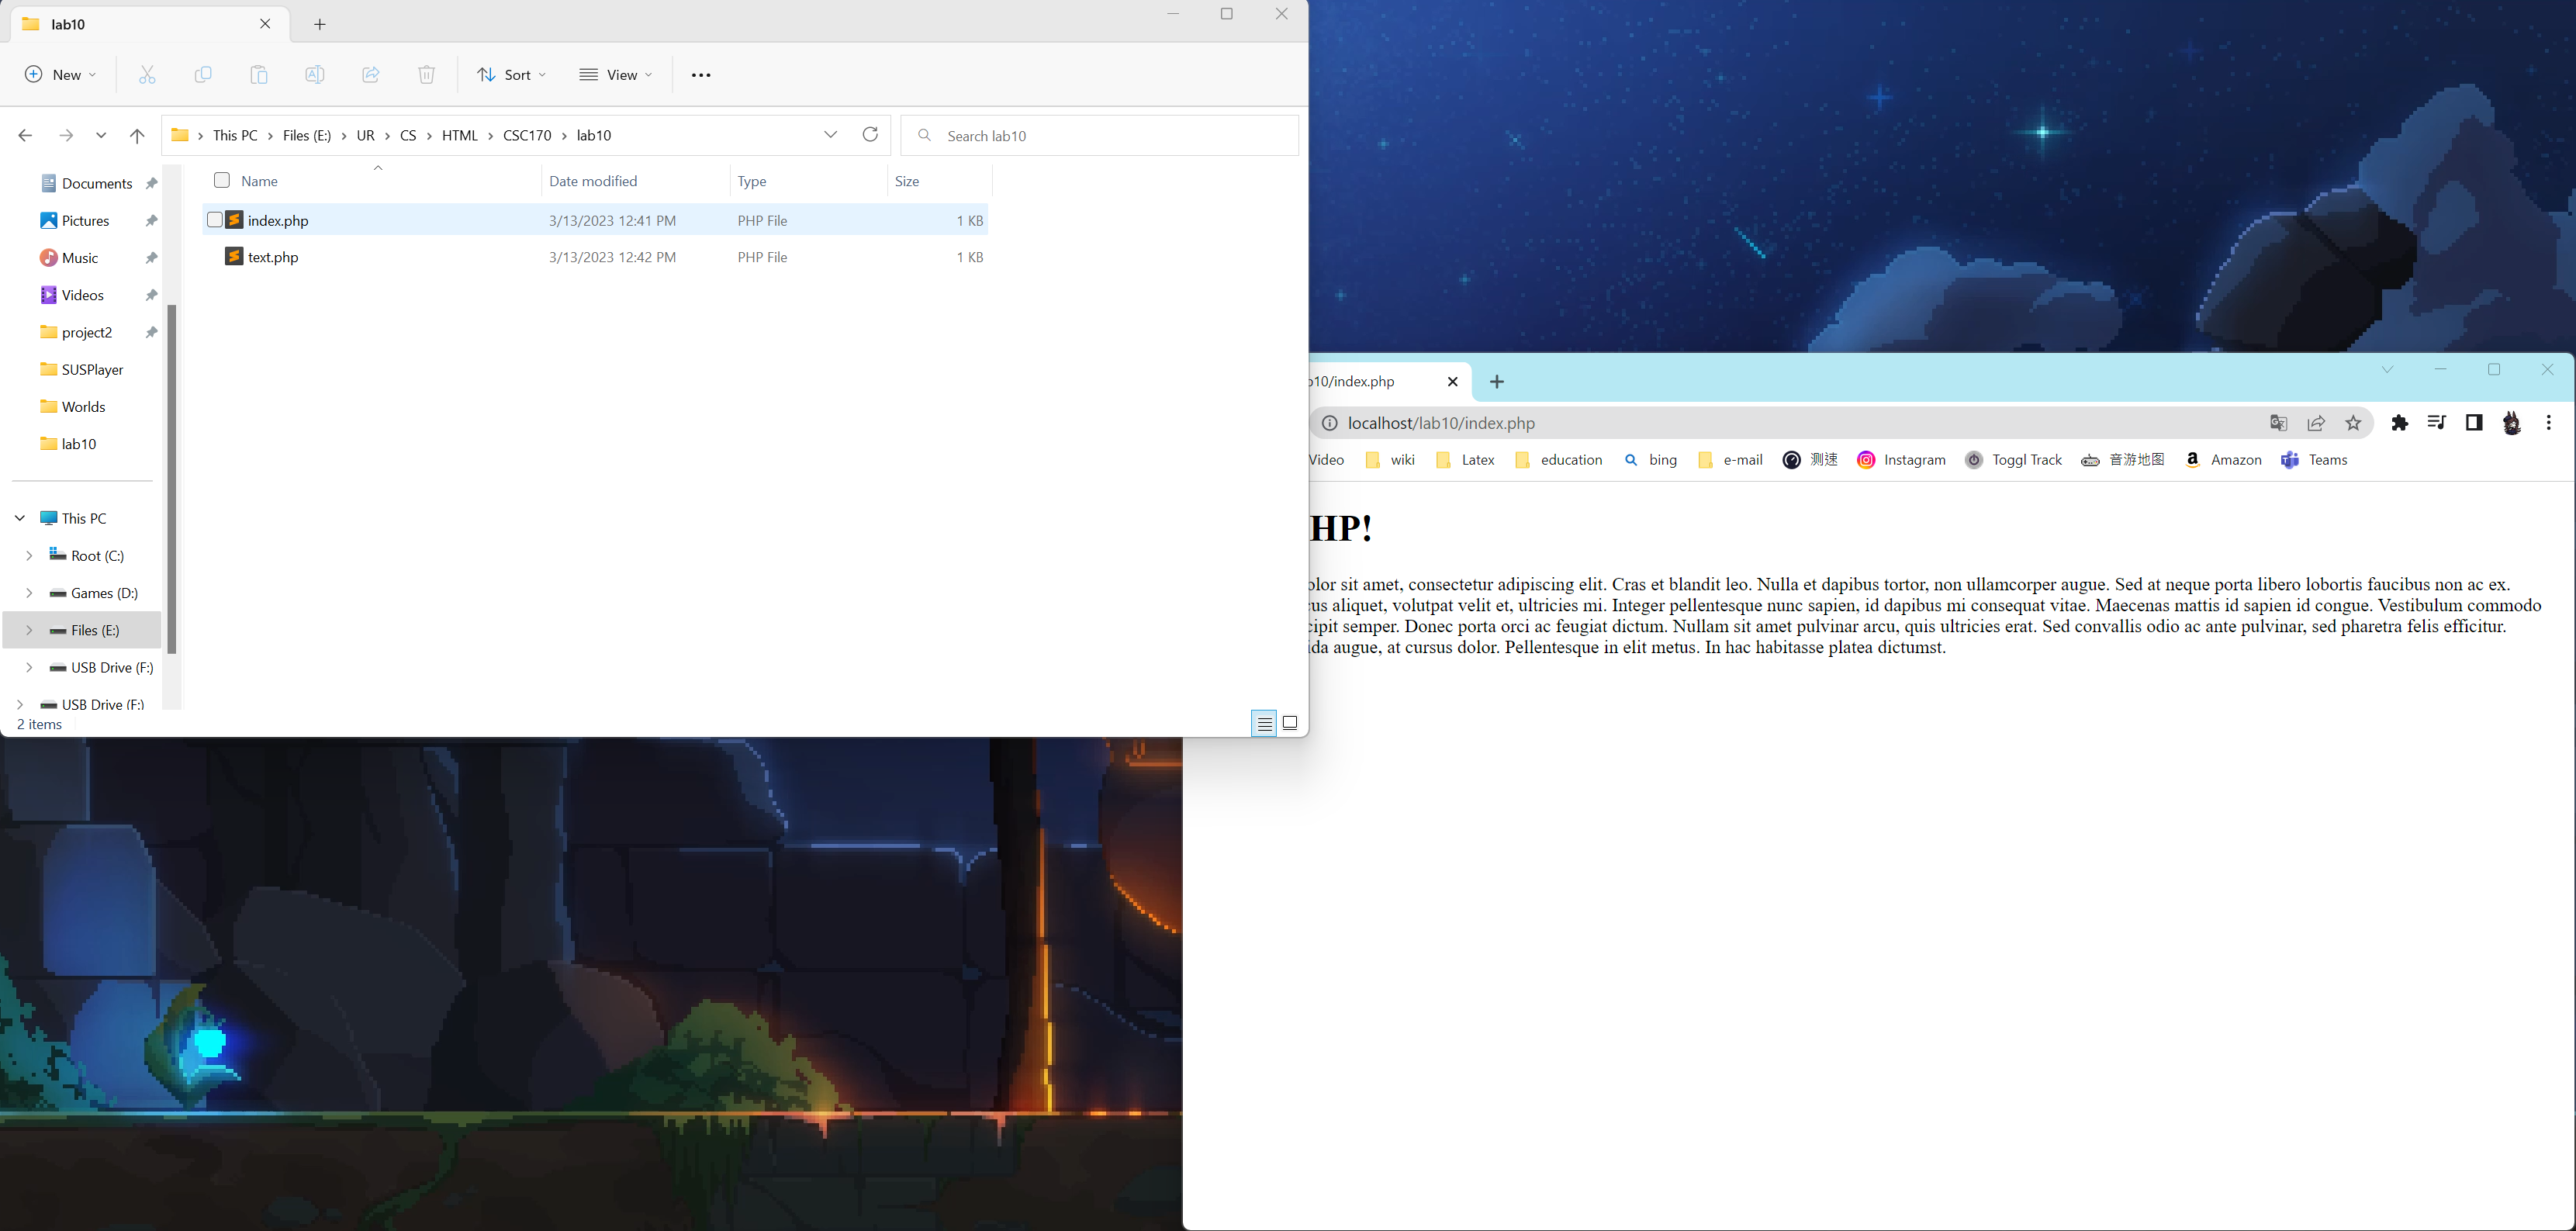 lab10
New
Sort
View
This PC > Files (E:) > UR > CS > HTML > CSC170 > lab10
Search lab10
Name Date modified Type Size
index.php 3/13/2023 12:41 PM PHP File 1 KB
text.php 3/13/2023 12:42 PM PHP File 1 KB
Documents
Pictures
Music
Videos
project2
SUSPlayer
Worlds
lab10
This PC
Root (C:)
Games (D:)
Files (E:)
USB Drive (F:)
USB Drive (F:)
2 items
10/index.php
localhost/lab10/index.php
Video wiki Latex education bing e-mail 测速 Instagram Toggl Track 音游地图 Amazon Teams
HP!
olor sit amet, consectetur adipiscing elit. Cras et blandit leo. Nulla et dapibus tortor, non ullamcorper augue. Sed at neque porta libero lobortis faucibus non ac ex.
us aliquet, volutpat velit et, ultricies mi. Integer pellentesque nunc sapien, id dapibus mi consequat vitae. Maecenas mattis id sapien id congue. Vestibulum commodo
cipit semper. Donec porta orci ac feugiat dictum. Nullam sit amet pulvinar arcu, quis ultricies erat. Sed convallis odio ac ante pulvinar, sed pharetra felis efficitur.
ida augue, at cursus dolor. Pellentesque in elit metus. In hac habitasse platea dictumst.